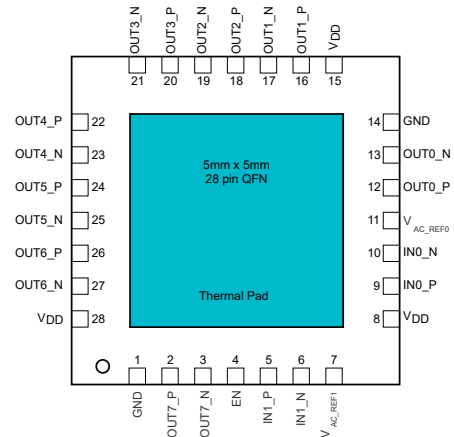 OUT3_N
OUT3_P
OUT2_N
OUT2_P
OUT1_N
OUT1_P
VDD
21
20
19
18
17
16
15
OUT4_P 22
OUT4_N 23
OUT5_P 24
OUT5_N 25
OUT6_P 26
OUT6_N 27
VDD 28
5mm x 5mm
28 pin QFN
Thermal Pad
14 GND
13 OUT0_N
12 OUT0_P
11 VAC_REF0
10 IN0_N
9 IN0_P
8 VDD
1
2
3
4
5
6
7
GND
OUT7_P
OUT7_N
EN
IN1_P
IN1_N
VAC_REF1